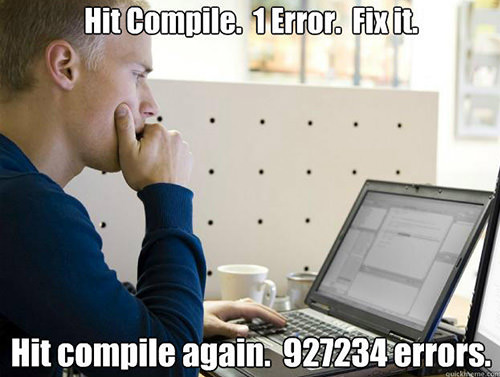 Hit Compile. 1 Error. Fix it.
Hit compile again. 927234 errors.
quickmeme.com